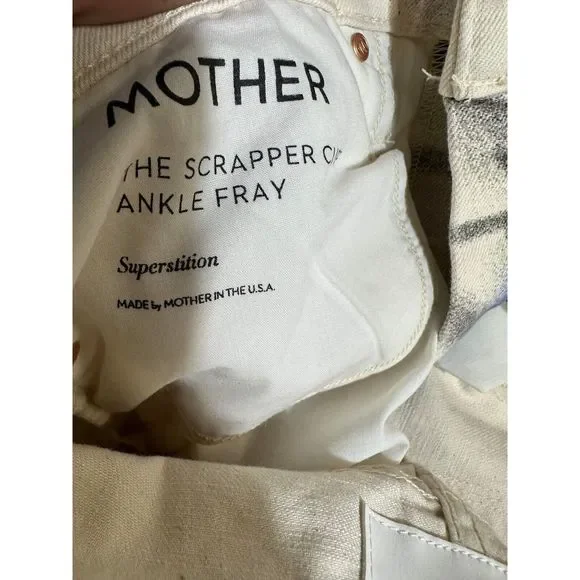 MOTHER
THE SCRAPPER
ANKLE FRAY
Superstition
MADE by MOTHER IN THE U.S.A.